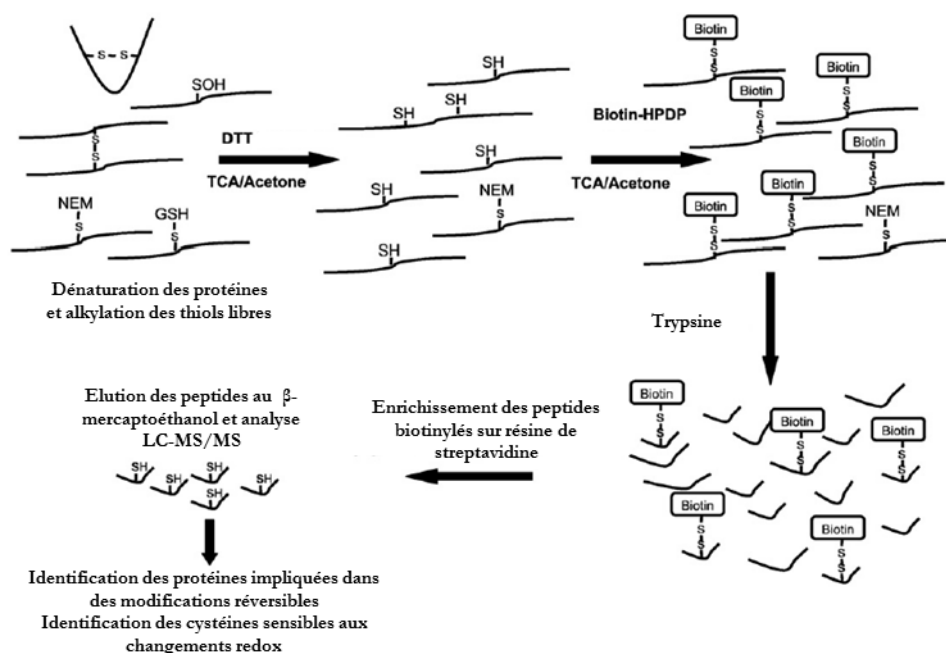 Biotin
S
S
S - S
SOH
SH
SH
SH
DTT
TCA/Acetone
Biotin-HPDP
TCA/Acetone
Biotin
S
S
Biotin
S
S
S
S
SH
SH
NEM
S
GSH
S
SH
NEM
S
Biotin
S
S
Biotin
S
S
Biotin
S
S
NEM
S
SH
Dénaturation des protéines
et alkylation des thiols libres
Trypsine
Elution des peptides au β-
mercaptoéthanol et analyse
LC-MS/MS
Enrichissement des peptides
biotinylés sur résine de
streptavidine
Biotin
S
S
Biotin
S
S
Biotin
S
S
Biotin
S
S
Biotin
S
S
SH
SH
SH
SH
SH
Identification des protéines impliquées dans
des modifications réversibles
Identification des cystéines sensibles aux
changements redox